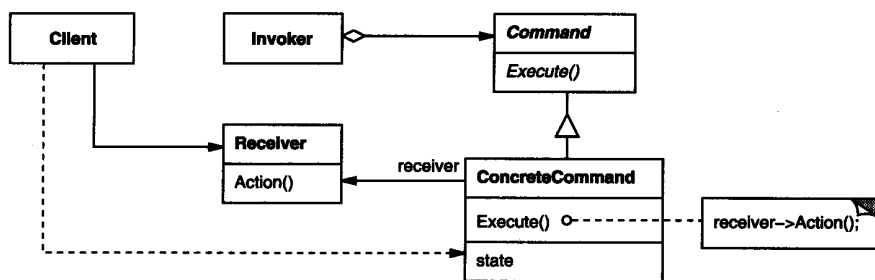 Client
Invoker
Command
Execute()
Receiver
Action()
receiver
ConcreteCommand
Execute()
receiver->Action();
state